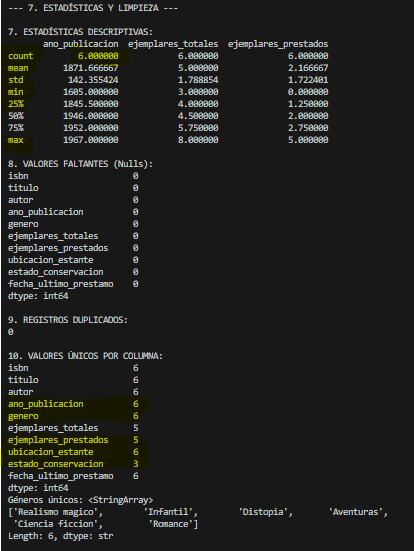 --- 7. ESTADÍSTICAS Y LIMPIEZA ---
7. ESTADÍSTICAS DESCRIPTIVAS:
ano_publicacion ejemplares_totales ejemplares_prestados
count 6.000000 6.000000 6.000000
mean 1871.666667 5.000000 2.166667
std 142.355424 1.788854 1.722401
min 1605.000000 3.000000 0.000000
25% 1845.500000 4.000000 1.250000
50% 1946.000000 4.500000 2.000000
75% 1952.000000 5.750000 2.750000
max 1967.000000 8.000000 5.000000
8. VALORES FALTANTES (Nulls):
isbn 0
titulo 0
autor 0
ano_publicacion 0
genero 0
ejemplares_totales 0
ejemplares_prestados 0
ubicacion_estante 0
estado_conservacion 0
fecha_ultimo_prestamo 0
dtype: int64
9. REGISTROS DUPLICADOS:
0
10. VALORES ÚNICOS POR COLUMNA:
isbn 6
titulo 6
autor 6
ano_publicacion 6
genero 6
ejemplares_totales 5
ejemplares_prestados 5
ubicacion_estante 6
estado_conservacion 3
fecha_ultimo_prestamo 6
dtype: int64
Géneros únicos: <StringArray>
['Realismo magico', 'Infantil', 'Distopia', 'Aventuras',
'Ciencia ficcion', 'Romance']
Length: 6, dtype: str